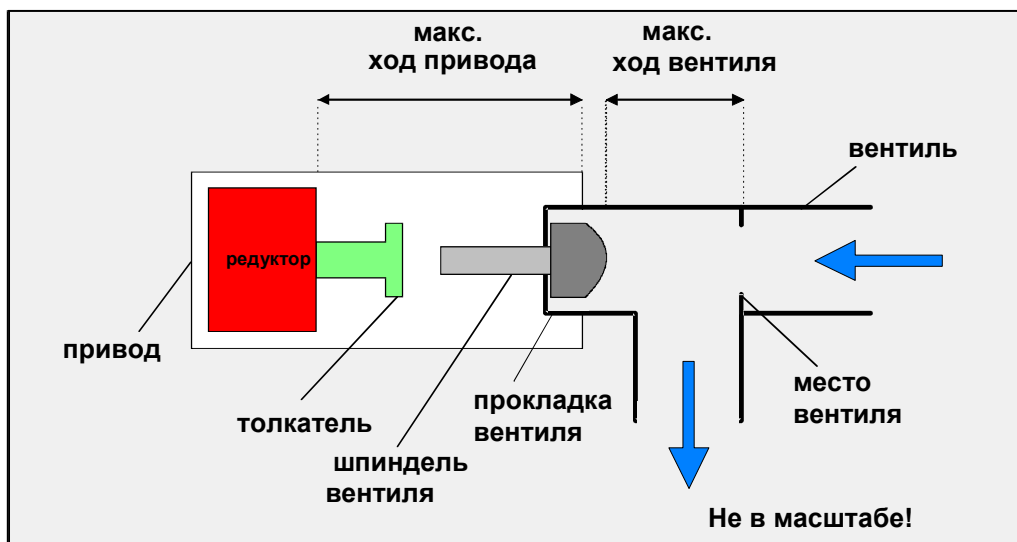 макс.
ход привода
макс.
ход вентиля
вентиль
редуктор
привод
толкатель
шпиндель
вентиля
прокладка
вентиля
место
вентиля
Не в масштабе!